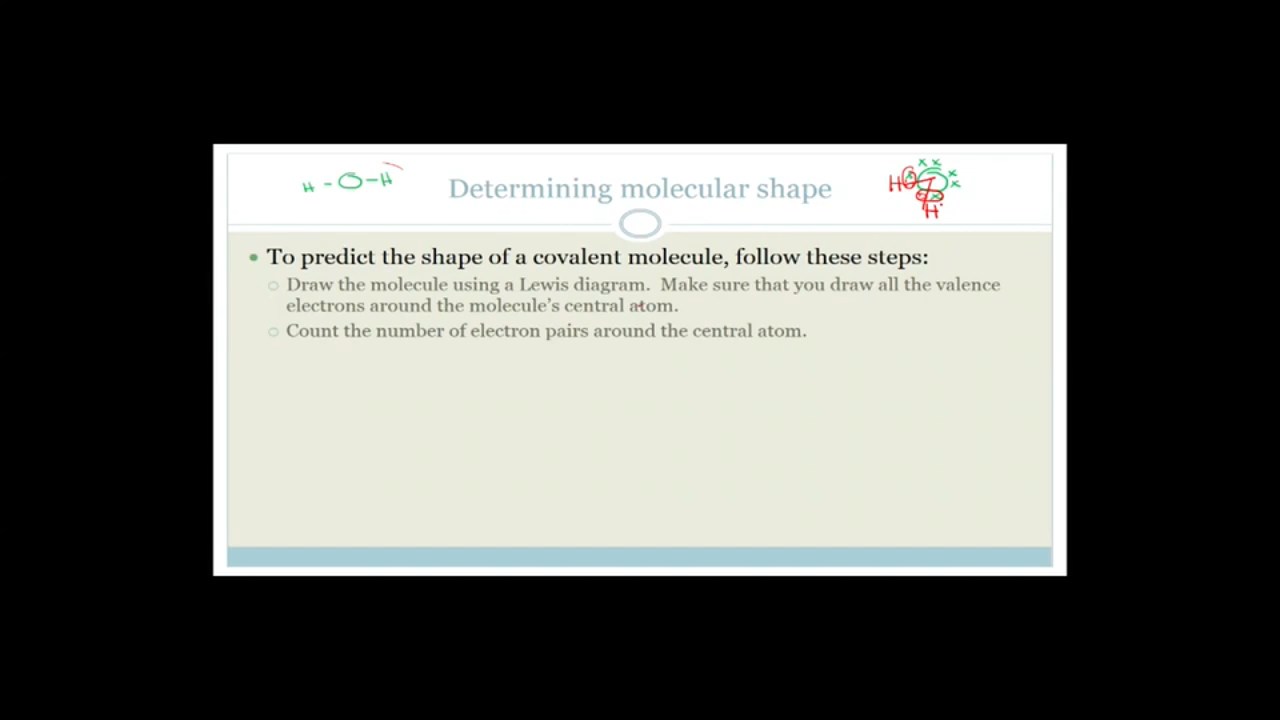 H - O - H
Determining molecular shape
x x
H x O x
x x
H
To predict the shape of a covalent molecule, follow these steps:
Draw the molecule using a Lewis diagram. Make sure that you draw all the valence
electrons around the molecule's central atom.
Count the number of electron pairs around the central atom.